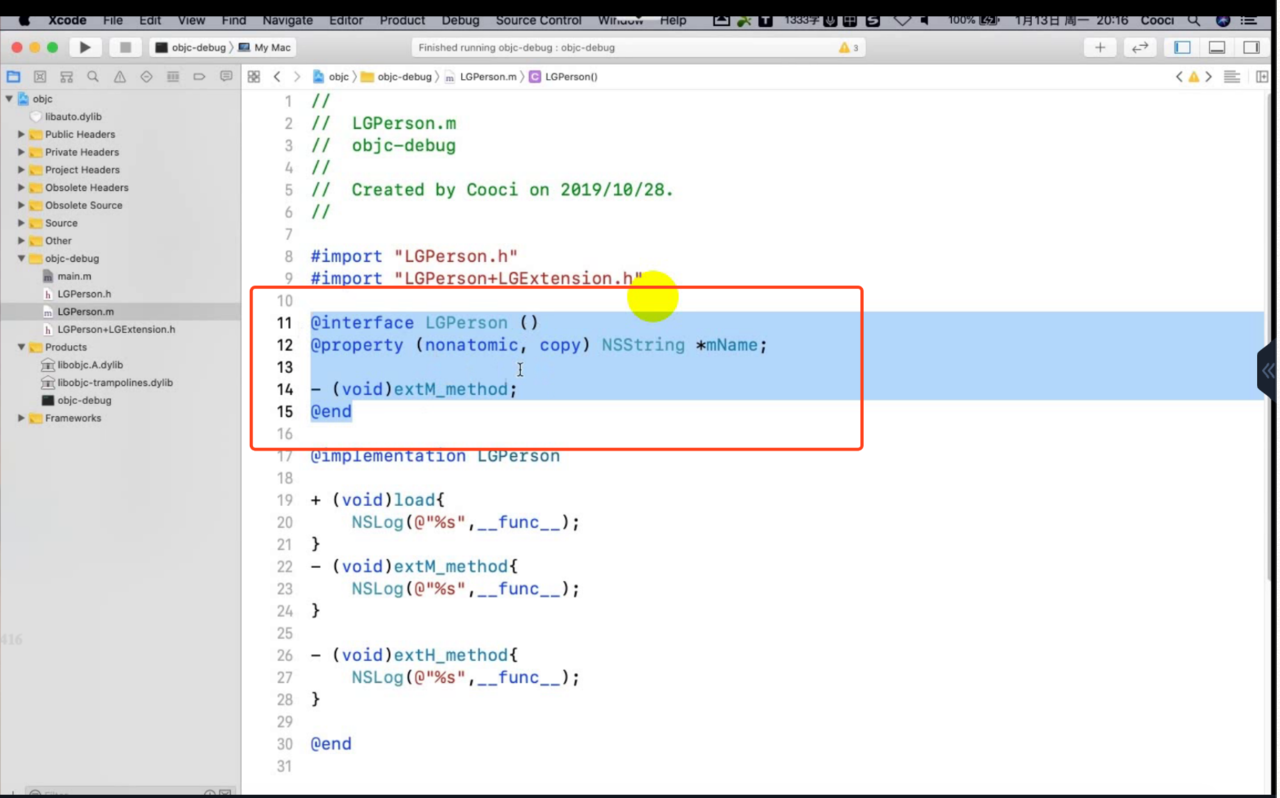 Xcode File Edit View Find Navigate Editor Product Debug Source Control Window Help 1333字 100% 1月13日 周一 20:16 Cooci
objc-debug 〉 My Mac
Finished running objc-debug : objc-debug
3
objc 〉 objc-debug 〉 m LGPerson.m 〉 C LGPerson()
objc
libauto.dylib
Public Headers
Private Headers
Project Headers
Obsolete Headers
Obsolete Source
Source
Other
objc-debug
main.m
h LGPerson.h
m LGPerson.m
h LGPerson+LGExtension.h
Products
libobjc.A.dylib
libobjc-trampolines.dylib
objc-debug
Frameworks
416
1 //
2 //  LGPerson.m
3 //  objc-debug
4 //
5 //  Created by Cooci on 2019/10/28.
6 //
7
8 #import "LGPerson.h"
9 #import "LGPerson+LGExtension.h"
10
11 @interface LGPerson ()
12 @property (nonatomic, copy) NSString *mName;
13
14 - (void)extM_method;
15 @end
16
17 @implementation LGPerson
18
19 + (void)load{
20     NSLog(@"%s",__func__);
21 }
22 - (void)extM_method{
23     NSLog(@"%s",__func__);
24 }
25
26 - (void)extH_method{
27     NSLog(@"%s",__func__);
28 }
29
30 @end
31